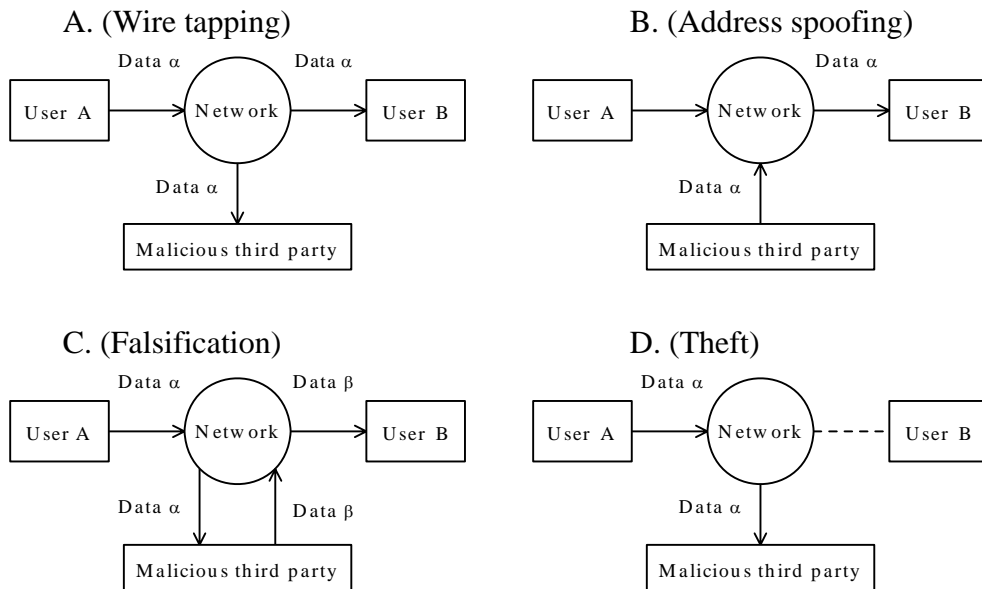 A. (Wire tapping)
Data α
Data α
User A
Network
User B
Data α
Malicious third party
B. (Address spoofing)
Data α
User A
Network
User B
Data α
Malicious third party
C. (Falsification)
Data α
Data β
User A
Network
User B
Data α
Data β
Malicious third party
D. (Theft)
Data α
User A
Network
User B
Data α
Malicious third party